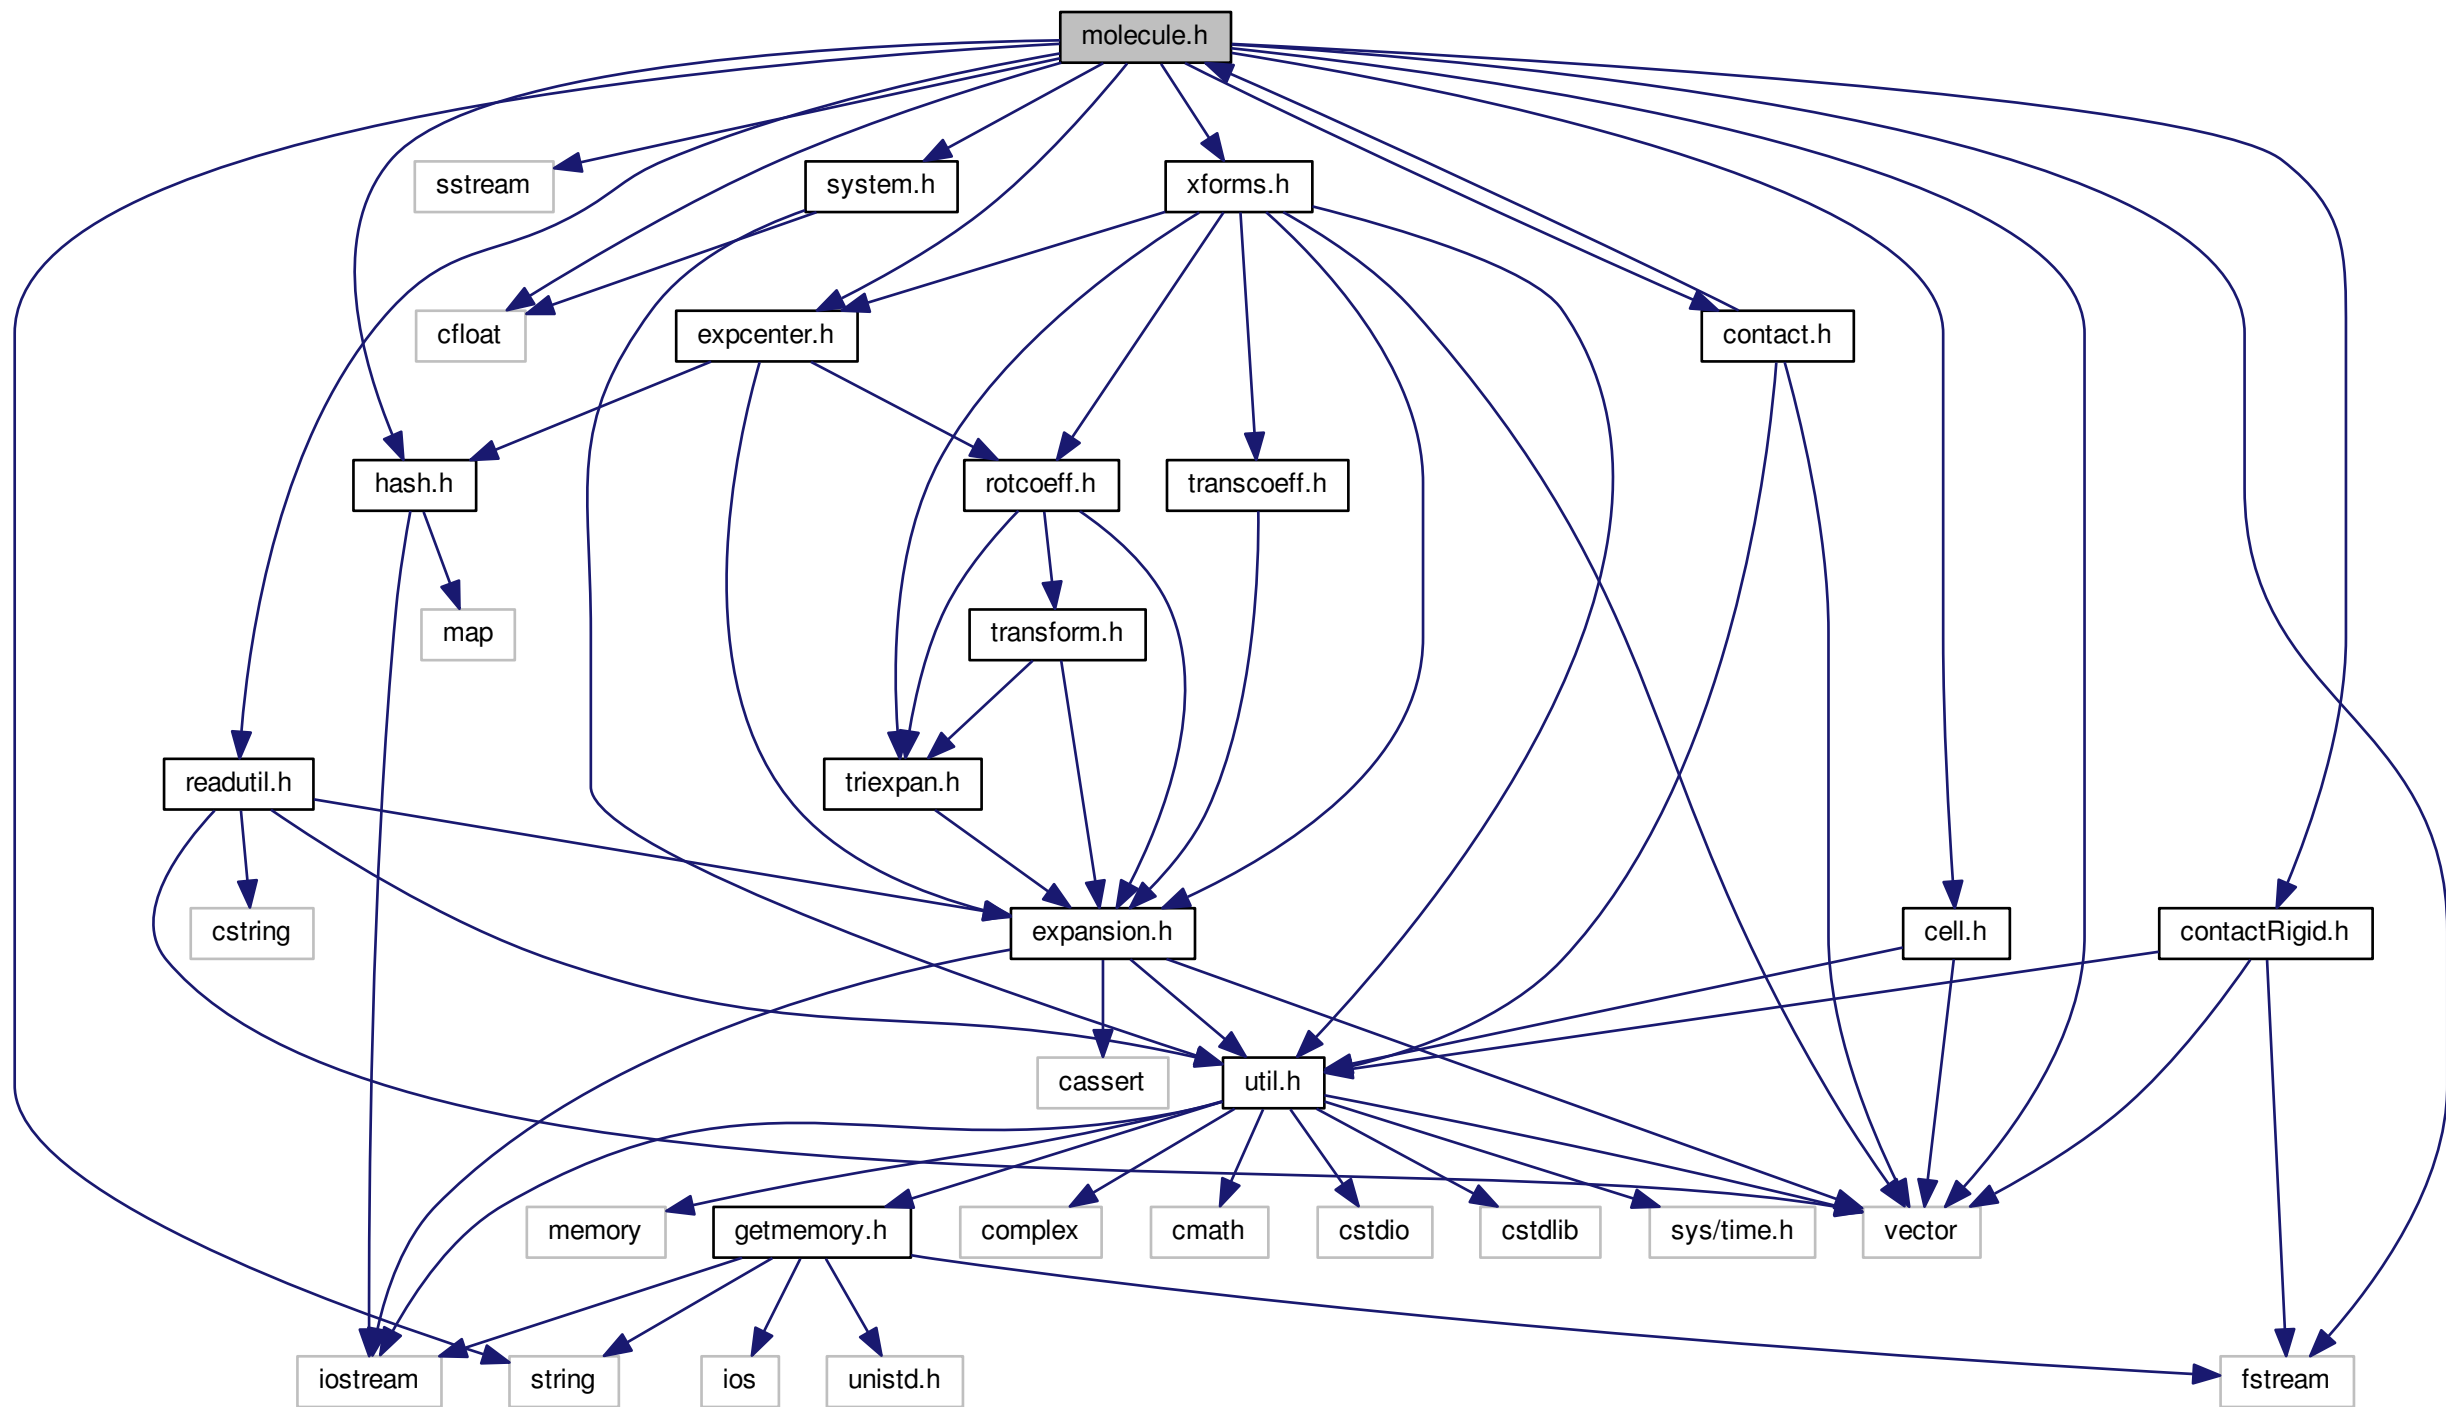 molecule.h
sstream
system.h
xforms.h
cfloat
expcenter.h
contact.h
hash.h
rotcoeff.h
transcoeff.h
map
transform.h
readutil.h
triexpan.h
cstring
expansion.h
cell.h
contactRigid.h
cassert
util.h
memory
getmemory.h
complex
cmath
cstdio
cstdlib
sys/time.h
vector
iostream
string
ios
unistd.h
fstream